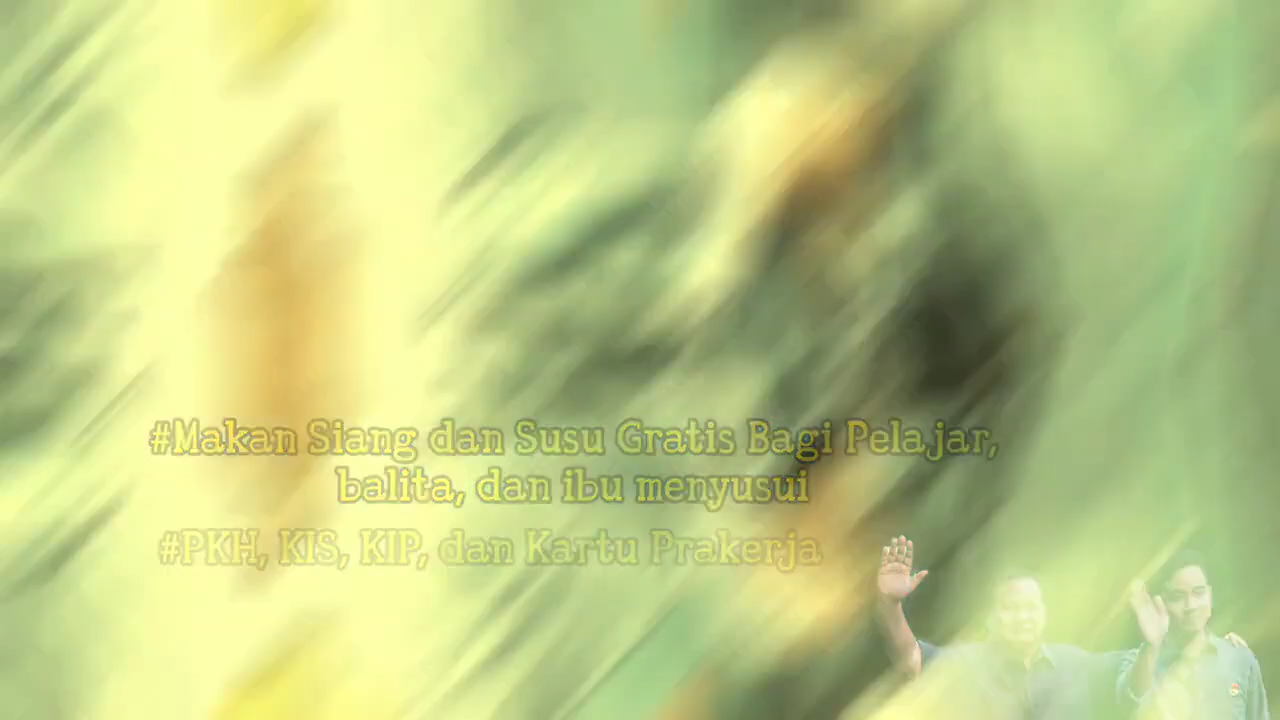 #Makan Siang dan Susu Gratis Bagi Pelajar,
balita, dan ibu menyusui
#PKH, KIS, KIP, dan Kartu Prakerja